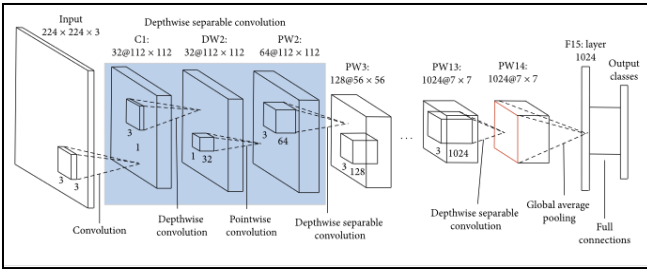 Depthwise separable convolution
Input
224 × 224 × 3
C1:
32@112 × 112
DW2:
32@112 × 112
PW2:
64@112 × 112
PW3:
128@56 × 56
PW13:
1024@7 × 7
PW14:
1024@7 × 7
F15: layer
1024
Output
classes
3
1
3
3
1
32
3
64
3
128
...
3
1024
Convolution
Depthwise
convolution
Pointwise
convolution
Depthwise separable
convolution
Depthwise separable
convolution
Global average
pooling
Full
connections